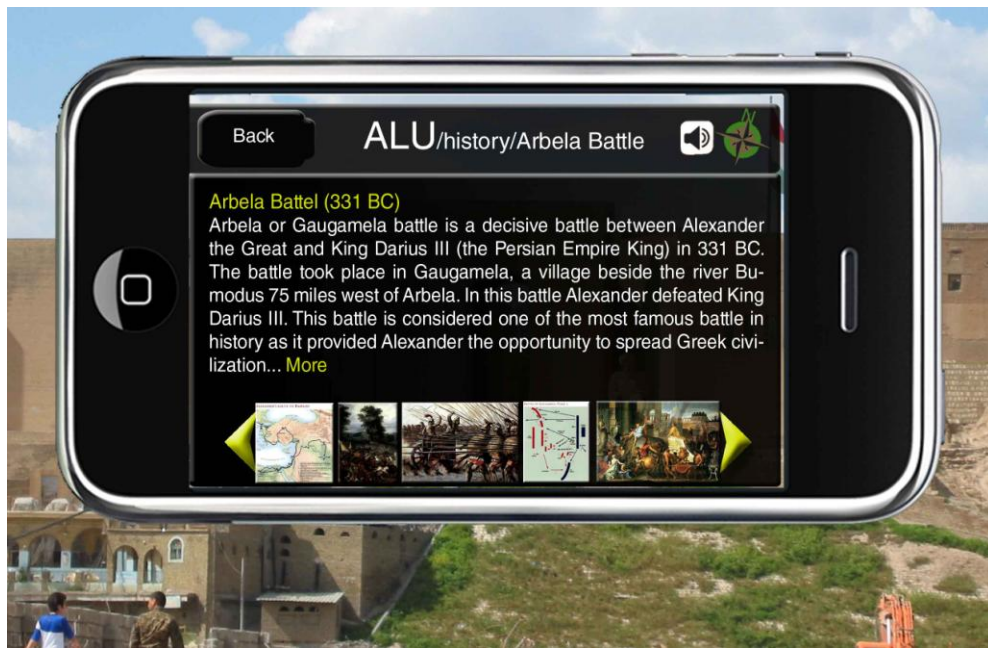 Back
ALU/history/Arbela Battle
N
Arbela Battel (331 BC)
Arbela or Gaugamela battle is a decisive battle between Alexander
the Great and King Darius III (the Persian Empire King) in 331 BC.
The battle took place in Gaugamela, a village beside the river Bu-
modus 75 miles west of Arbela. In this battle Alexander defeated King
Darius III. This battle is considered one of the most famous battle in
history as it provided Alexander the opportunity to spread Greek civi-
lization... More